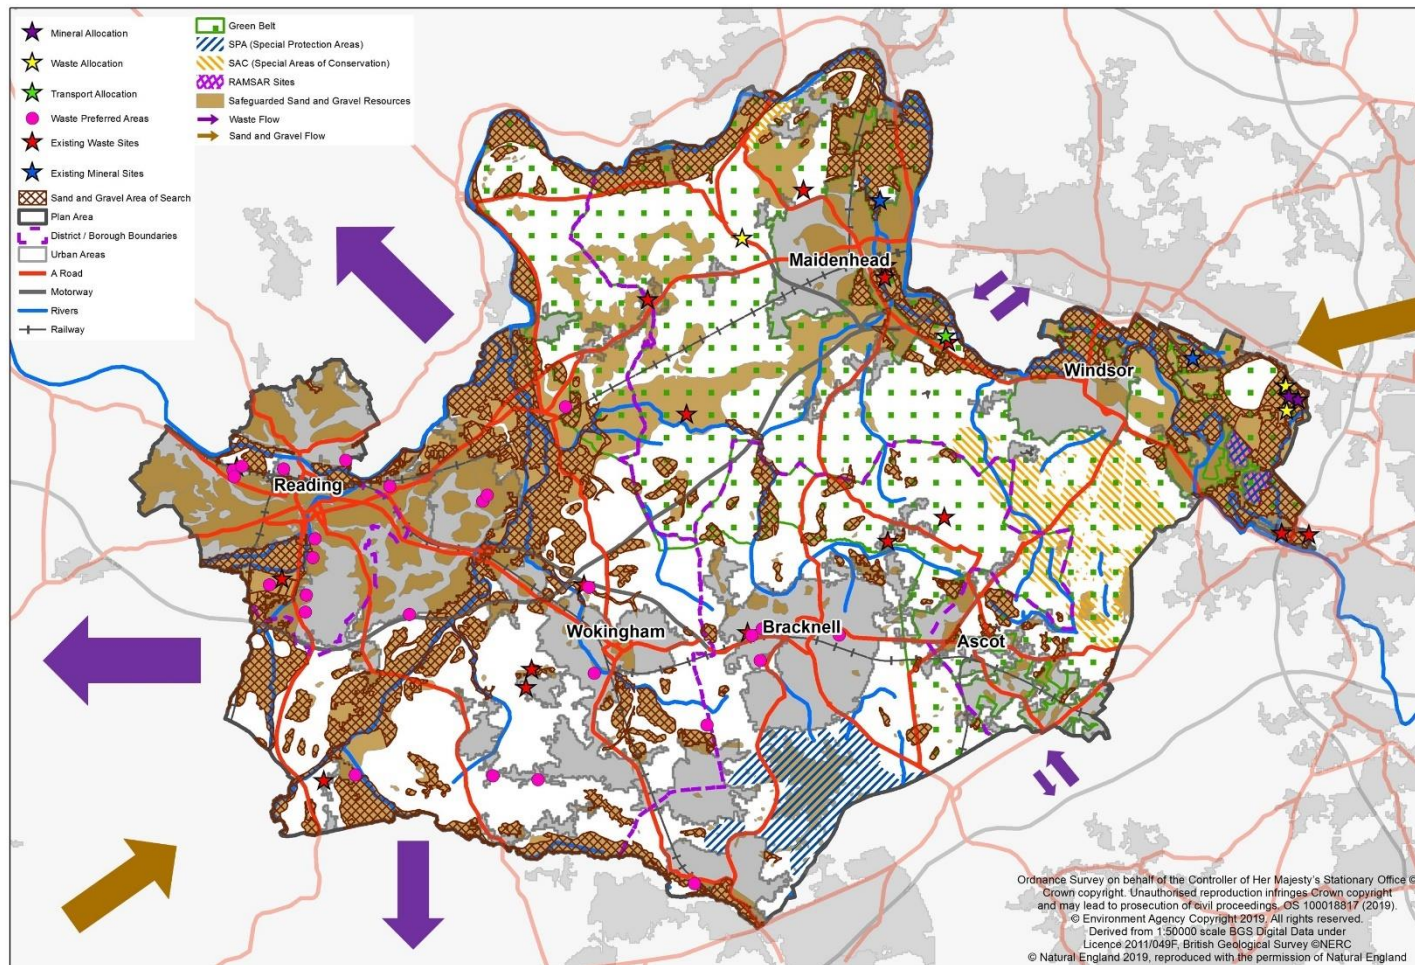 Mineral Allocation
Waste Allocation
Transport Allocation
Waste Preferred Areas
Existing Waste Sites
Existing Mineral Sites
Sand and Gravel Area of Search
Plan Area
District / Borough Boundaries
Urban Areas
A Road
Motorway
Rivers
Railway
Green Belt
SPA (Special Protection Areas)
SAC (Special Areas of Conservation)
RAMSAR Sites
Safeguarded Sand and Gravel Resources
Waste Flow
Sand and Gravel Flow
Maidenhead
Windsor
Reading
Wokingham
Bracknell
Ascot
Ordnance Survey on behalf of the Controller of Her Majesty's Stationary Office ©
Crown copyright. Unauthorised reproduction infringes Crown copyright
and may lead to prosecution of civil proceedings. OS 100018817 (2019).
© Environment Agency Copyright 2019. All rights reserved.
Derived from 1:50000 scale BGS Digital Data under
Licence 2011/049F, British Geological Survey ©NERC
© Natural England 2019, reproduced with the permission of Natural England